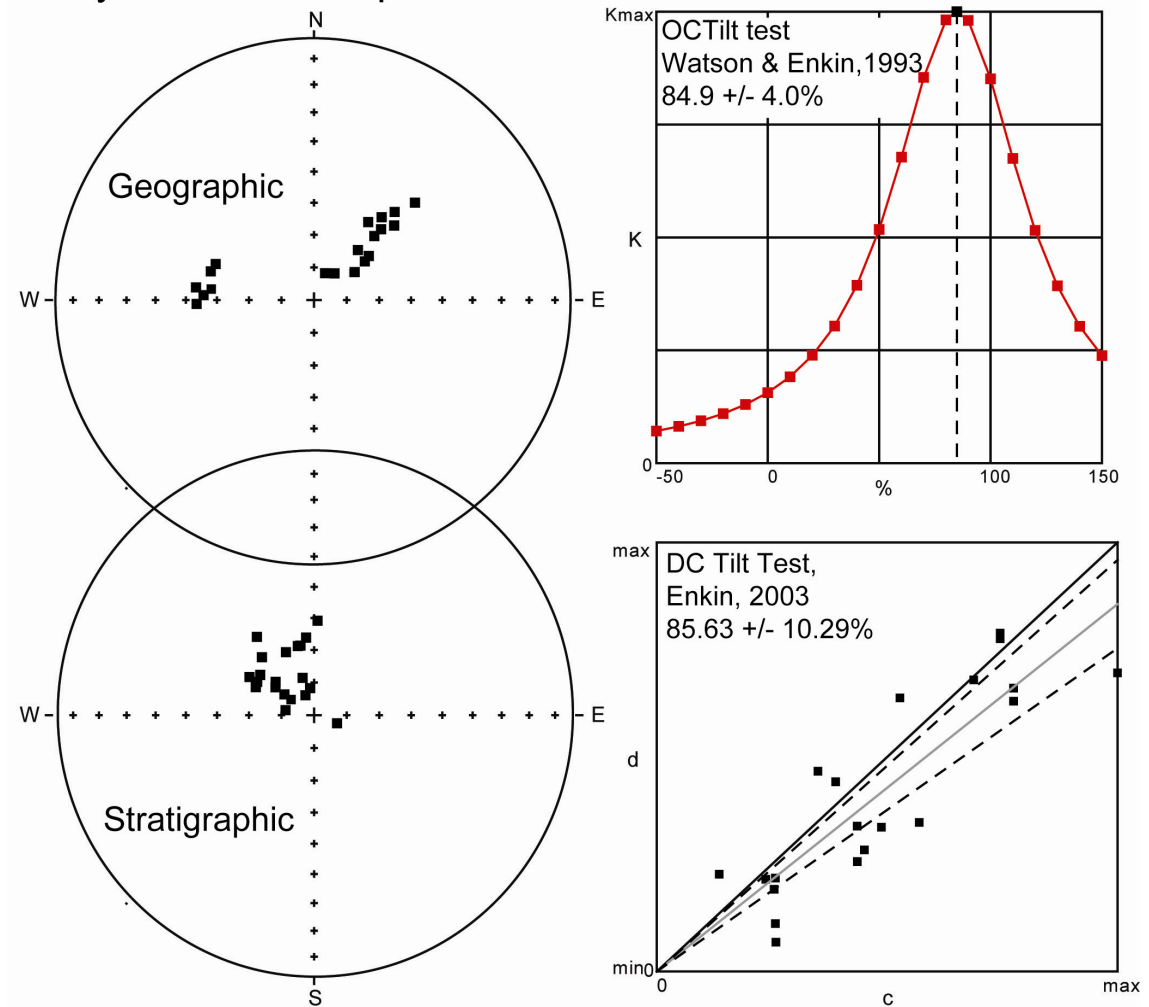 N
Geographic
W
E
W
E
Stratigraphic
S
Kmax
OCTilt test
Watson & Enkin,1993
84.9 +/- 4.0%
K
0
-50
0
100
150
%
max
DC Tilt Test,
Enkin, 2003
85.63 +/- 10.29%
d
min0
0
c
max